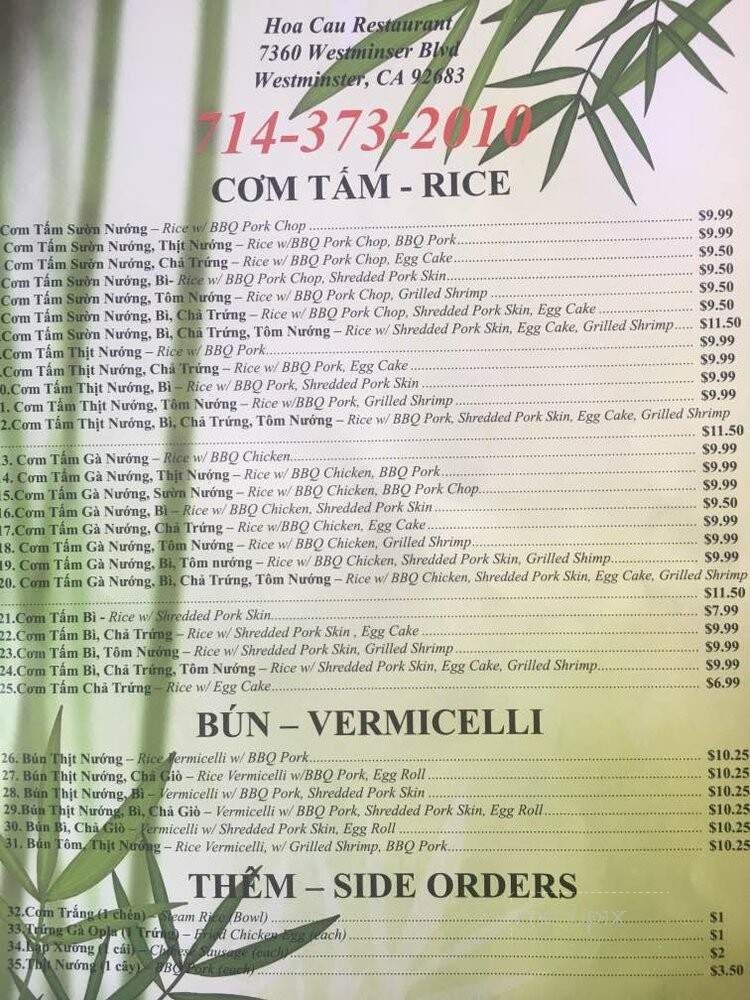 Hoa Cau Restaurant
7360 Westminser Blvd
Westminster, CA 92683
714-373-2010
CƠM TẤM - RICE
Cơm Tấm Sườn Nướng – Rice w/ BBQ Pork Chop $9.99
Cơm Tấm Sườn Nướng, Thịt Nướng – Rice w/BBQ Pork Chop, BBQ Pork $9.99
Cơm Tấm Sườn Nướng, Chả Trứng – Rice w/ BBQ Pork Chop, Egg Cake $9.50
Cơm Tấm Sườn Nướng, Bì- Rice w/ BBQ Pork Chop, Shredded Pork Skin $9.50
Cơm Tấm Sườn Nướng, Tôm Nướng – Rice w/ BBQ Pork Chop, Grilled Shrimp $9.50
Cơm Tấm Sườn Nướng, Bì, Chả Trứng – Rice w/ BBQ Pork Chop, Shredded Pork Skin, Egg Cake $9.50
.Cơm Tấm Sườn Nướng, Bì, Chả Trứng, Tôm Nướng – Rice w/ Shredded Pork Skin, Egg Cake, Grilled Shrimp..... $11.50
.Cơm Tấm Thịt Nướng – Rice w/ BBQ Pork $9.99
.Cơm Tấm Thịt Nướng, Chả Trứng – Rice w/ BBQ Pork, Egg Cake $9.99
0.Cơm Tấm Thịt Nướng, Bì – Rice w/ BBQ Pork, Shredded Pork Skin $9.99
1. Cơm Tấm Thịt Nướng, Tôm Nướng – Rice w/BBQ Pork, Grilled Shrimp $9.99
2.Cơm Tấm Thịt Nướng, Bì, Chả Trứng, Tôm Nướng – Rice w/ BBQ Pork, Shredded Pork Skin, Egg Cake, Grilled Shrimp
$11.50
3. Cơm Tấm Gà Nướng – Rice w/ BBQ Chicken $9.99
4. Cơm Tấm Gà Nướng, Thịt Nướng – Rice w/ BBQ Chicken, BBQ Pork $9.99
15.Cơm Tấm Gà Nướng, Sườn Nướng – Rice w/ BBQ Chicken, BBQ Pork Chop $9.99
16.Cơm Tấm Gà Nướng, Bì – Rice w/ BBQ Chicken, Shredded Pork Skin $9.50
17.Cơm Tấm Gà Nướng, Chả Trứng – Rice w/BBQ Chicken, Egg Cake $9.99
18. Cơm Tấm Gà Nướng, Tôm Nướng – Rice w/ BBQ Chicken, Grilled Shrimp $9.99
19. Cơm Tấm Gà Nướng, Bì, Tôm nướng – Rice w/ BBQ Chicken, Shredded Pork Skin, Grilled Shimp $9.99
20. Cơm Tấm Gà Nướng, Bì, Chả Trứng, Tôm Nướng – Rice w/ BBQ Chicken, Shredded Pork Skin, Egg Cake, Grilled Shrimp
$11.50
21.Cơm Tấm Bì - Rice w/ Shredded Pork Skin $7.99
22.Cơm Tấm Bì, Chả Trứng – Rice w/ Shredded Pork Skin , Egg Cake $9.99
23.Cơm Tấm Bì, Tôm Nướng – Rice w/ Shredded Pork Skin, Grilled Shrimp $9.99
24.Cơm Tấm Bì, Chả Trứng, Tôm Nướng – Rice w/ Shredded Pork Skin, Egg Cake, Grilled Shrimp $9.99
25.Cơm Tấm Chả Trứng – Rice w/ Egg Cake $6.99
BÚN – VERMICELLI
26. Bún Thịt Nướng – Rice Vermicelli w/ BBQ Pork $10.25
27. Bún Thịt Nướng, Chả Giò – Rice Vermicelli w/BBQ Pork, Egg Roll $10.25
28. Bún Thịt Nướng, Bì – Vermicelli w/ BBQ Pork, Shredded Pork Skin $10.25
29.Bún Thịt Nướng, Bì, Chả Giò – Vermicelli w/ BBQ Pork, Shredded Pork Skin, Egg Roll $10.25
30. Bún Bì, Chả Giò – Vermicelli w/ Shredded Pork Skin, Egg Roll $10.25
31. Bún Tôm, Thịt Nướng – Rice Vermicelli, w/ Grilled Shrimp, BBQ Pork $10.25
THÊM – SIDE ORDERS
32.Cơm Trắng (1 chén) – Steam Rice (Bowl) $1
33.Trứng Gà Opla (1 Trứng) – Fried Chicken Egg (each) $1
34.Lạp Xưởng (1 cái) – Chinese Sausage (each) $2
35.Thịt Nướng (1 cây) – BBQ Pork (each) $3.50